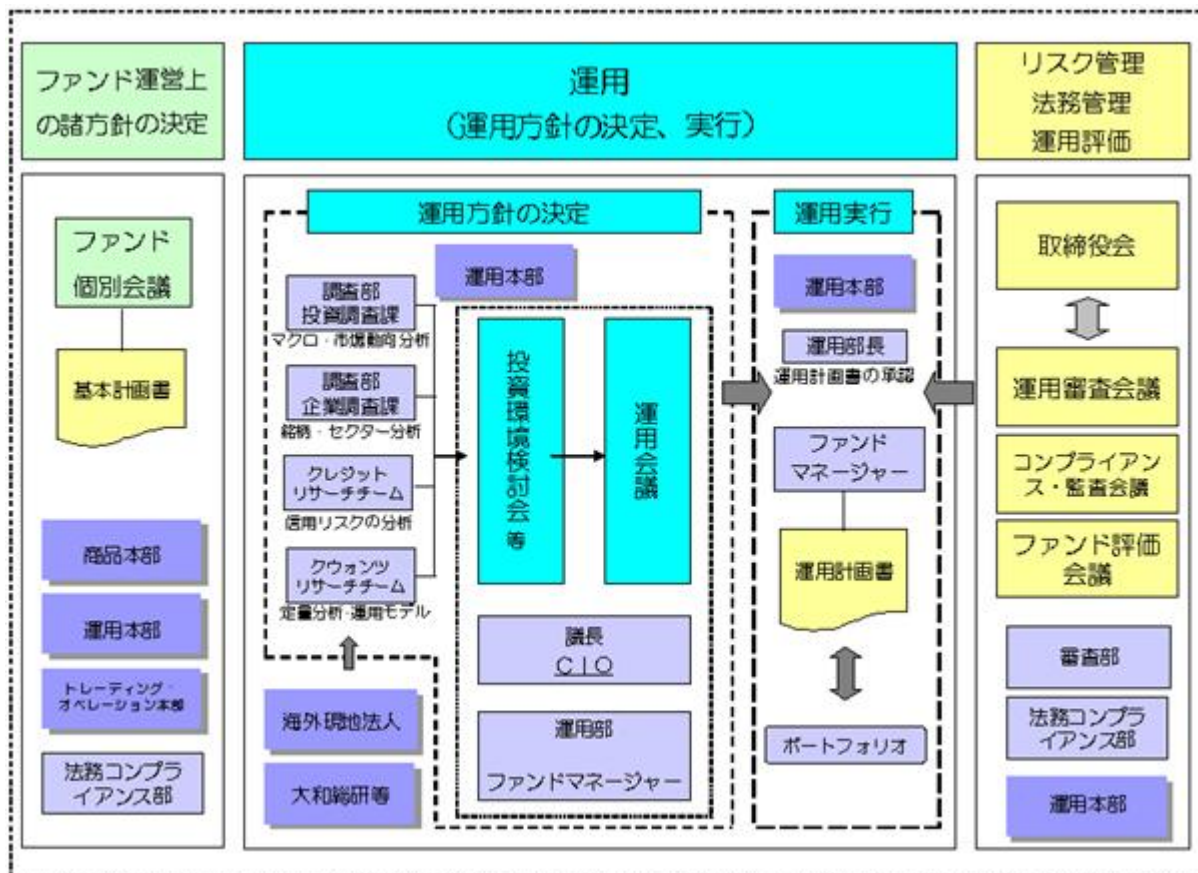 ファンド運営上
の諸方針の決定
運用
(運用方針の決定、実行)
リスク管理
法務管理
運用評価
ファンド
個別会議
基本計画書
商品本部
運用本部
トレーディング・
オペレーション本部
法務コンプラ
イアンス部
運用方針の決定
運用本部
調査部
投資調査課
マクロ・市場動向分析
調査部
企業調査課
銘柄・セクター分析
クレジット
リサーチチーム
信用リスクの分析
クウォンツ
リサーチチーム
定量分析・運用モデル
海外現地法人
大和総研等
投資環境検討会 等
運用会議
議長
CIO
運用部
ファンドマネージャー
運用実行
運用本部
運用部長
運用計画書の承認
ファンド
マネージャー
運用計画書
ポートフォリオ
取締役会
運用審査会議
コンプライアン
ス・監査会議
ファンド評価
会議
審査部
法務コンプラ
イアンス部
運用本部